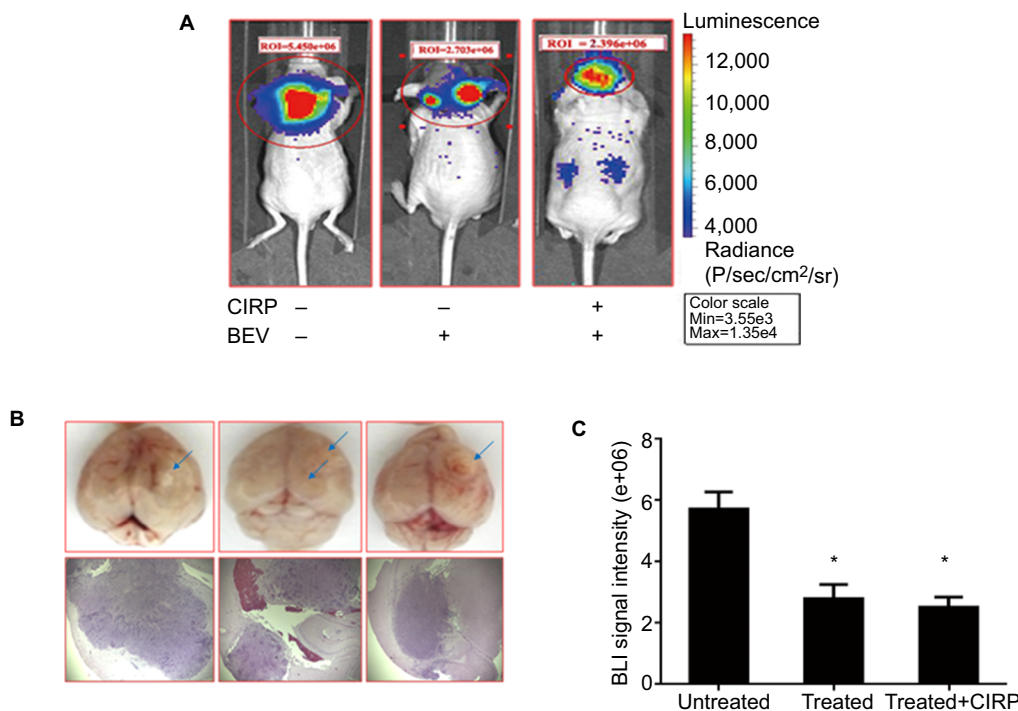 A
ROI=5.450e+06
ROI=2.703e+06
ROI = 2.396e+06
Luminescence
12,000
10,000
8,000
6,000
4,000
Radiance
(P/sec/cm²/sr)
CIRP – – +
BEV – + +
Color scale
Min=3.55e3
Max=1.35e4
B
C
BLI signal intensity (e+06)
8
6
4
2
0
* *
Untreated Treated Treated+CIRP